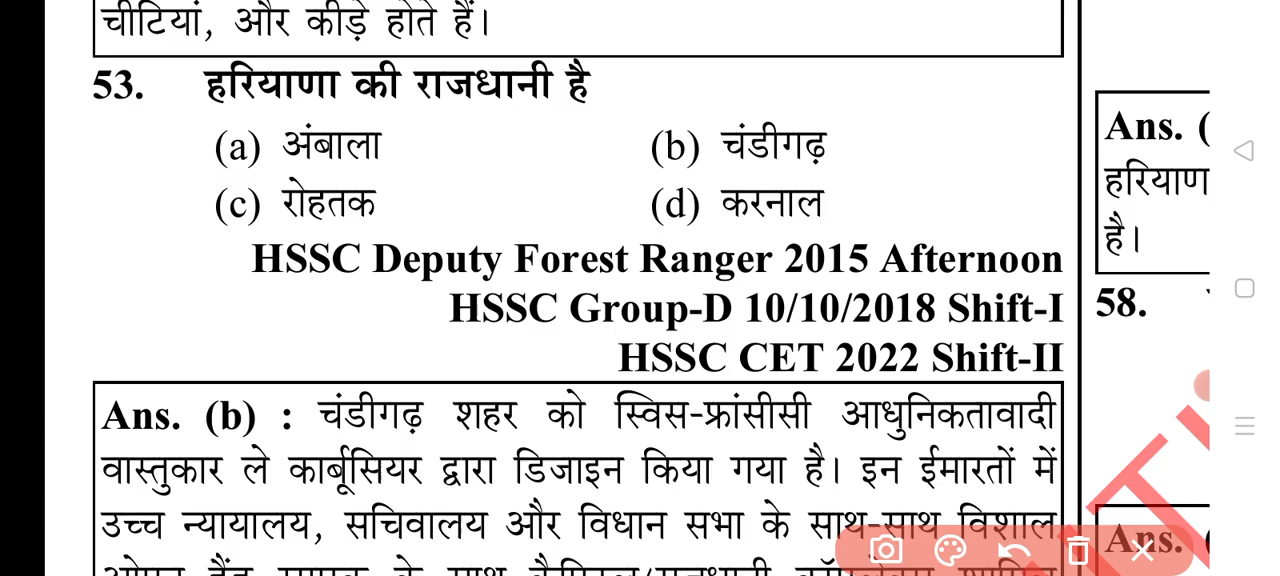 चीटियां, और कीड़े होते हैं।
53. हरियाणा की राजधानी है
(a) अंबाला (b) चंडीगढ़
(c) रोहतक (d) करनाल
HSSC Deputy Forest Ranger 2015 Afternoon
HSSC Group-D 10/10/2018 Shift-I
HSSC CET 2022 Shift-II
Ans. (b) : चंडीगढ़ शहर को स्विस-फ्रांसीसी आधुनिकतावादी
वास्तुकार ले कार्बूसियर द्वारा डिजाइन किया गया है। इन ईमारतों में
उच्च न्यायालय, सचिवालय और विधान सभा के साथ-साथ विशाल
Ans. (
हरियाण
है।
58.
Ans. (